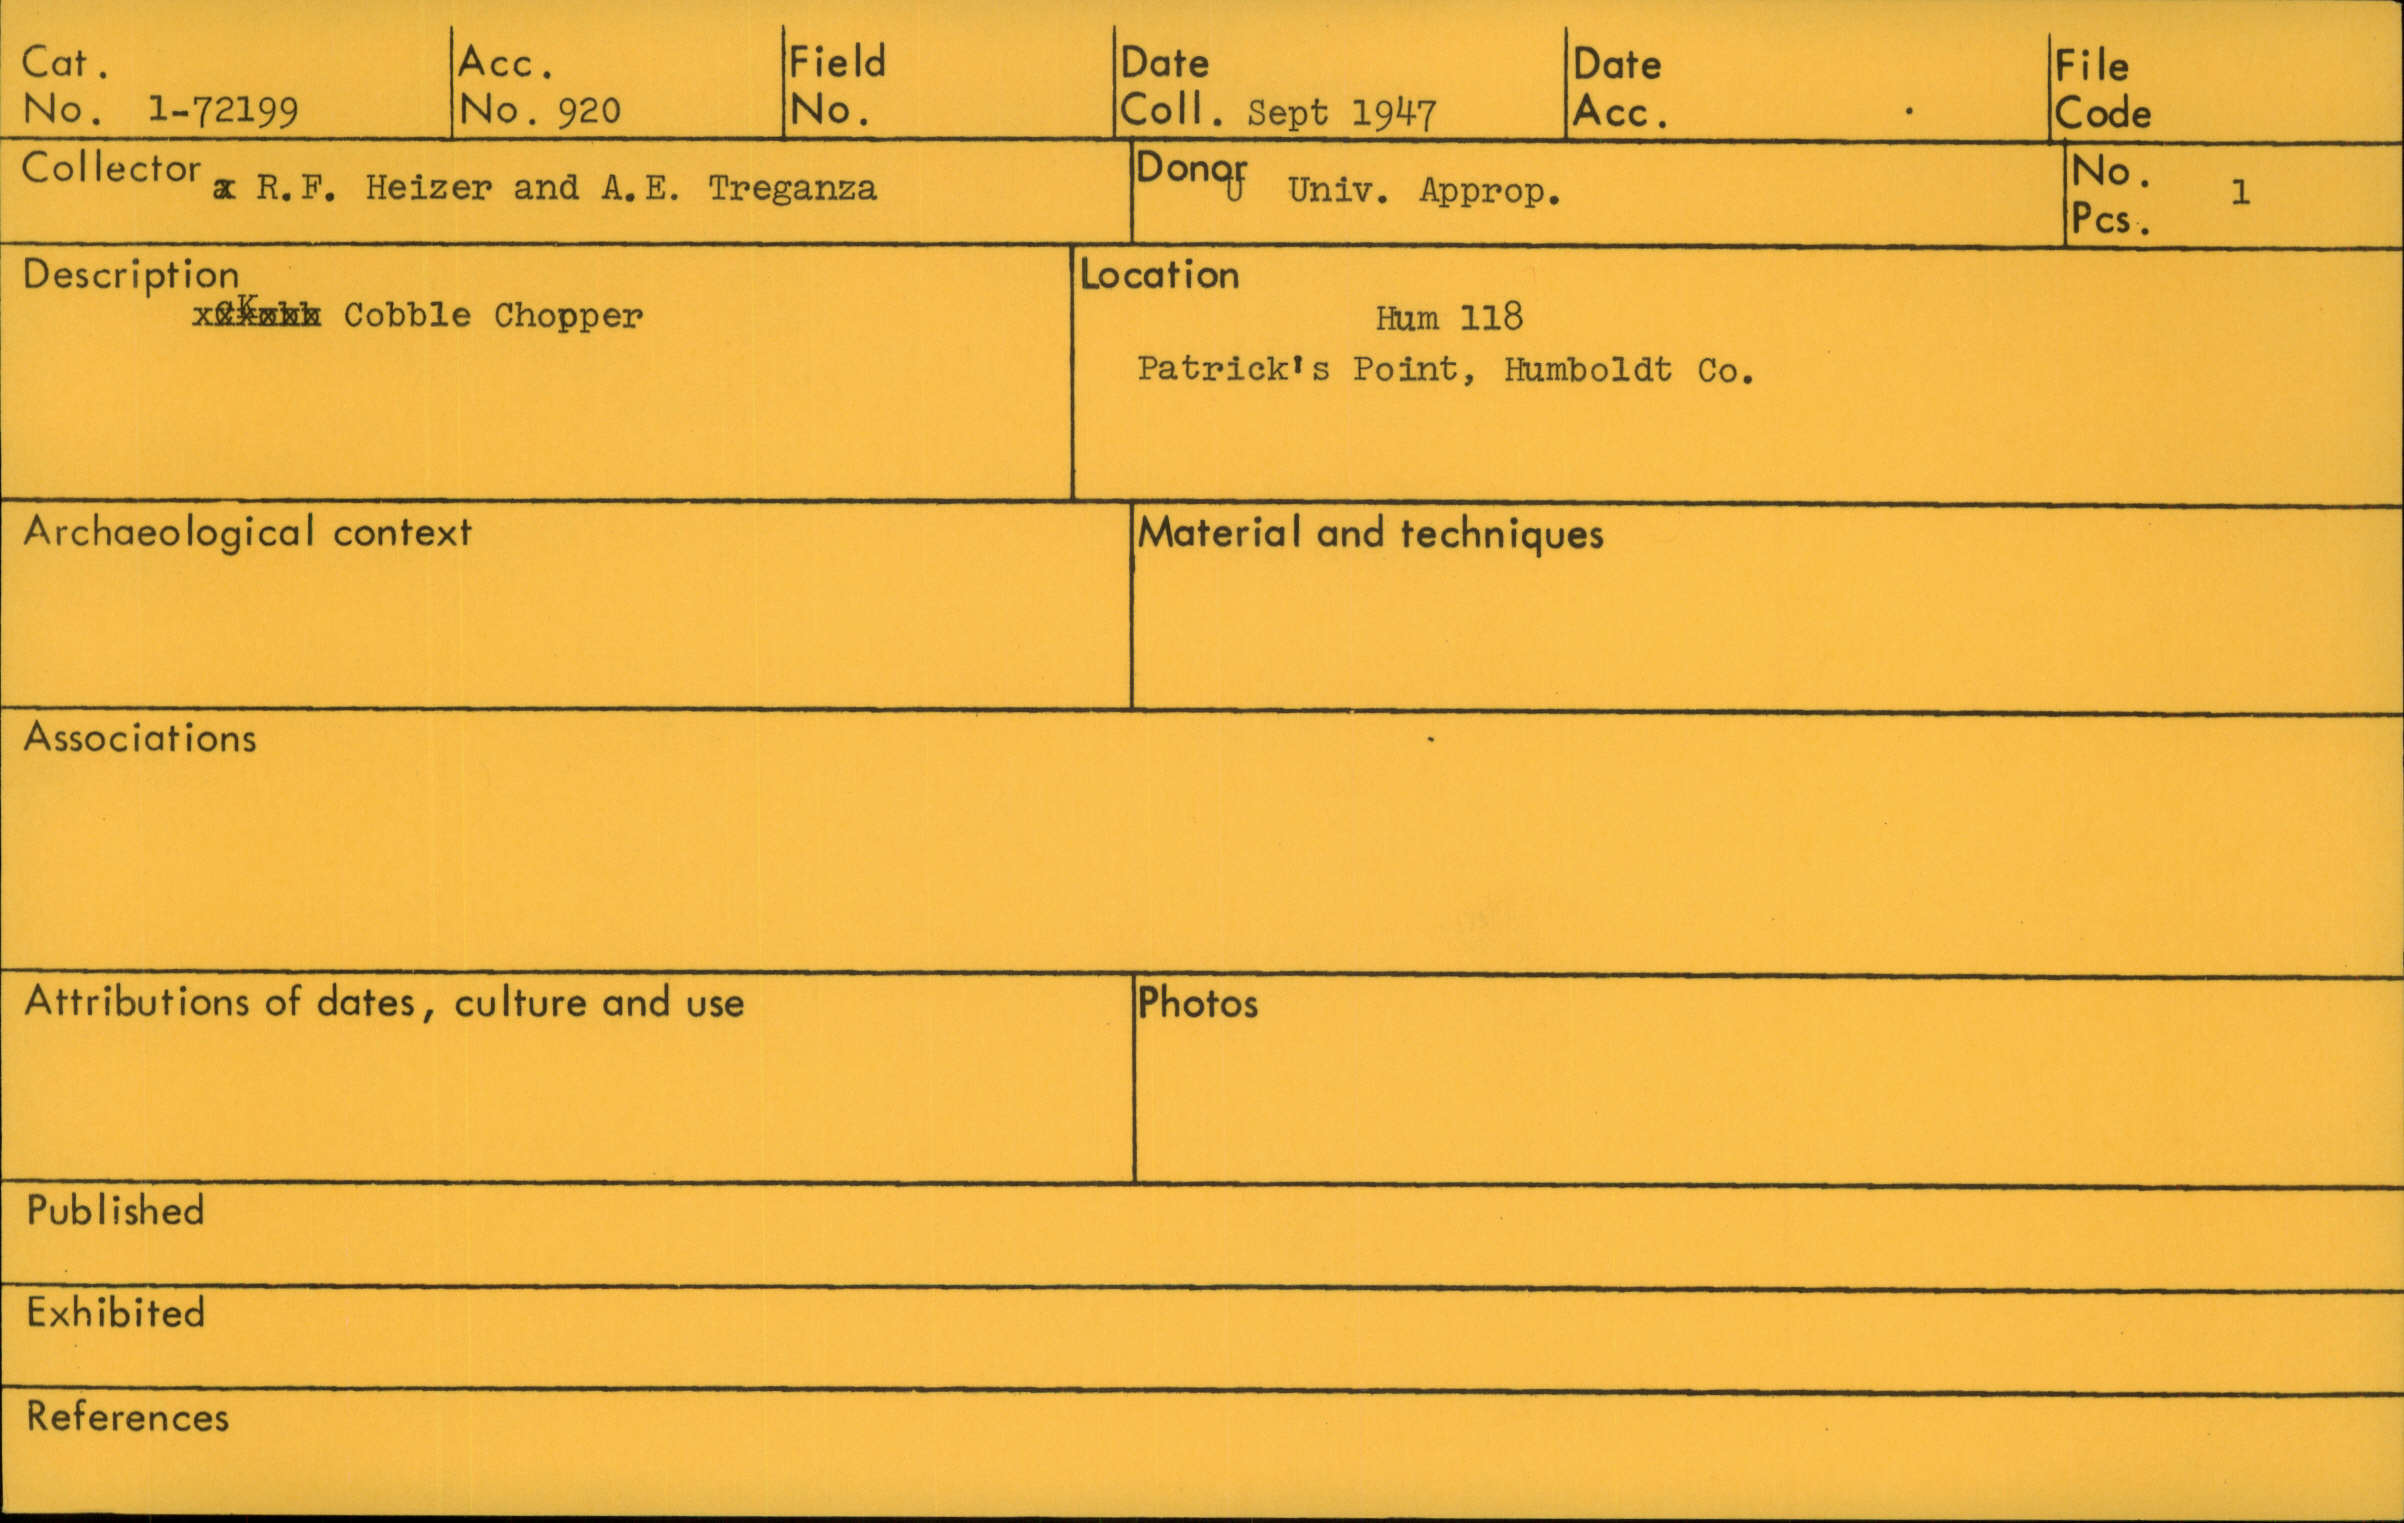 Cat.
No. 1-72199
Acc.
No. 920
Field
No.
Date
Coll. Sept 1947
Date
Acc.
File
Code
Collector R.F. Heizer and A.E. Treganza
Donor Univ. Approp.
No.
Pcs. 1
Description
Cobble Chopper
Location
Hum 118
Patrick's Point, Humboldt Co.
Archaeological context
Material and techniques
Associations
Attributions of dates, culture and use
Photos
Published
Exhibited
References